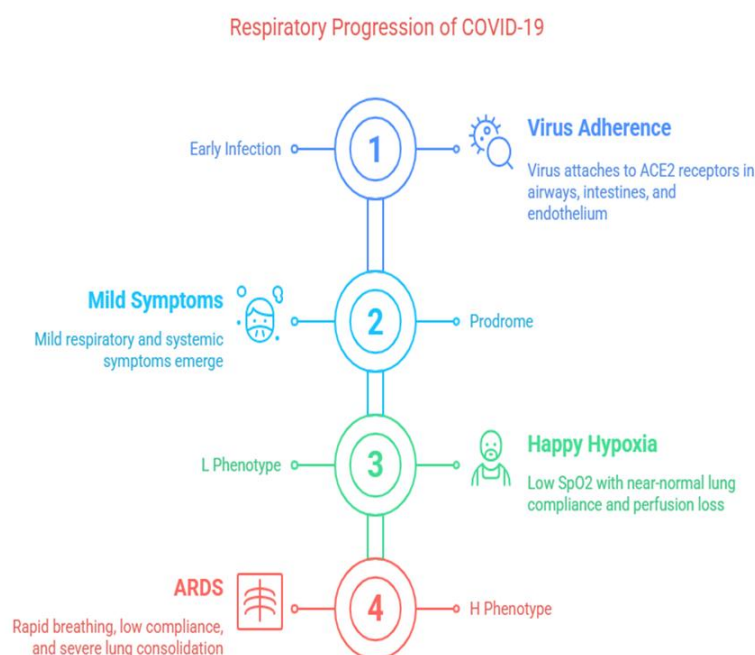 Respiratory Progression of COVID-19
Early Infection
1
Virus Adherence
Virus attaches to ACE2 receptors in
airways, intestines, and
endothelium
Mild Symptoms
Mild respiratory and systemic
symptoms emerge
2
Prodrome
L Phenotype
3
Happy Hypoxia
Low SpO2 with near-normal lung
compliance and perfusion loss
ARDS
Rapid breathing, low compliance,
and severe lung consolidation
4
H Phenotype